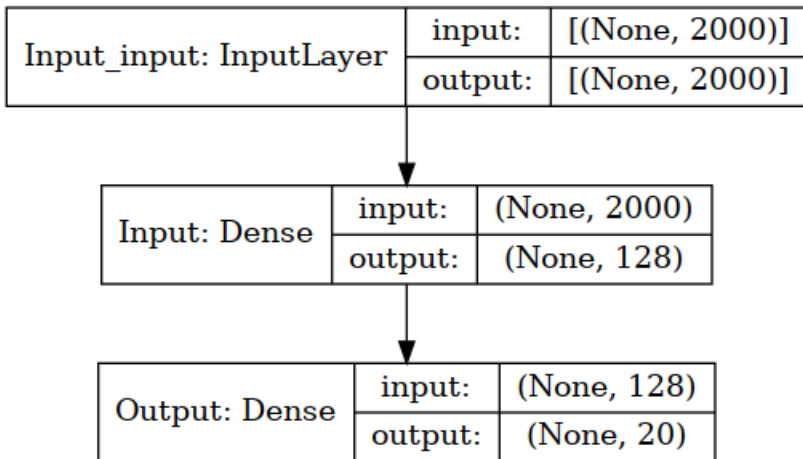 Input_input: InputLayer
input: [(None, 2000)]
output: [(None, 2000)]
Input: Dense
input: (None, 2000)
output: (None, 128)
Output: Dense
input: (None, 128)
output: (None, 20)